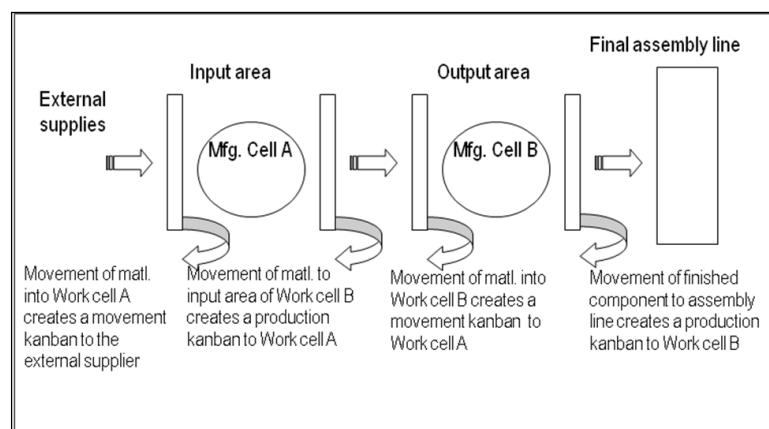 Final assembly line
Input area
Output area
External
supplies
Mfg. Cell A
Mfg. Cell B
Movement of matl.
into Work cell A
creates a movement
kanban to the
external supplier
Movement of matl. to
input area of Work cell B
creates a production
kanban to Work cell A
Movement of matl. into
Work cell B creates a
movement kanban to
Work cell A
Movement of finished
component to assembly
line creates a production
kanban to Work cell B